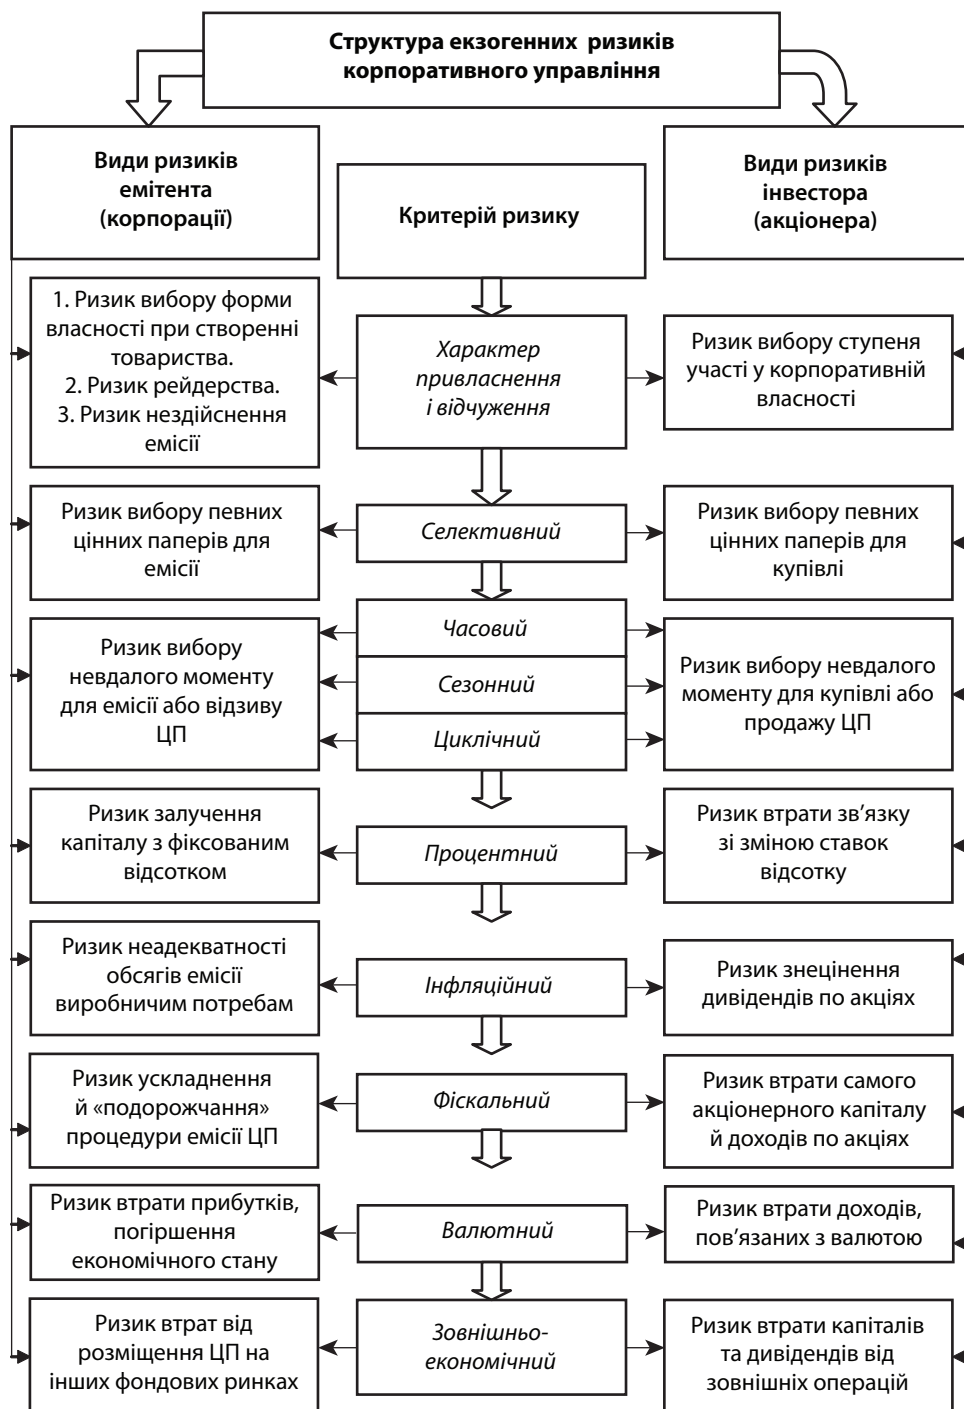 Структура екзогенних ризиків
корпоративного управління
Види ризиків
емітента
(корпорації)
Критерій ризику
Види ризиків
інвестора
(акціонера)
1. Ризик вибору форми
власності при створенні
товариства.
2. Ризик рейдерства.
3. Ризик нездійснення
емісії
Характер
привласнення
і відчуження
Ризик вибору ступеня
участі у корпоративній
власності
Ризик вибору певних
цінних паперів для
емісії
Селективний
Ризик вибору певних
цінних паперів для
купівлі
Ризик вибору
невдалого моменту
для емісії або відзиву
ЦП
Часовий
Сезонний
Циклічний
Ризик вибору невдалого
моменту для купівлі або
продажу ЦП
Ризик залучення
капіталу з фіксованим
відсотком
Процентний
Ризик втрати зв’язку
зі зміною ставок
відсотку
Ризик неадекватності
обсягів емісії
виробничим потребам
Інфляційний
Ризик знецінення
дивідендів по акціях
Ризик ускладнення
й «подорожчання»
процедури емісії ЦП
Фіскальний
Ризик втрати самого
акціонерного капіталу
й доходів по акціях
Ризик втрати прибутків,
погіршення
економічного стану
Валютний
Ризик втрати доходів,
пов’язаних з валютою
Ризик втрат від
розміщення ЦП на
інших фондових ринках
Зовнішньо-
економічний
Ризик втрати капіталів
та дивідендів від
зовнішніх операцій